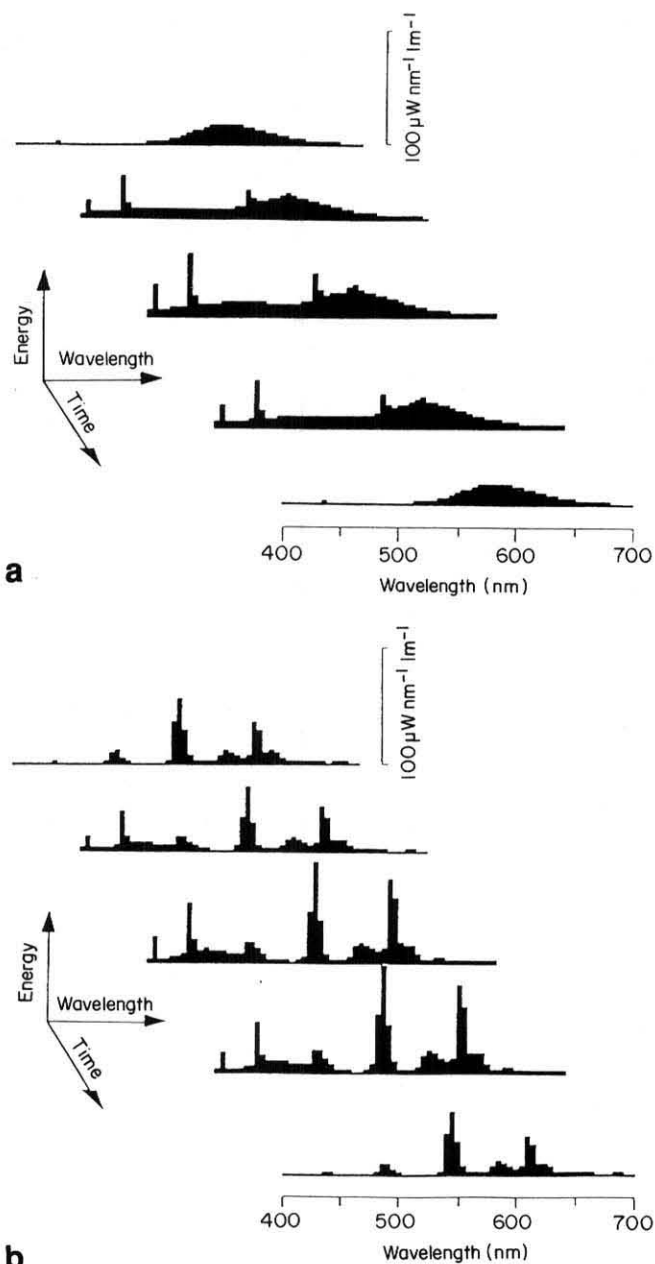 100 µW nm⁻¹ lm⁻¹
Energy
Wavelength
Time
400 500 600 700
Wavelength (nm)
a
100 µW nm⁻¹ lm⁻¹
Energy
Wavelength
Time
400 500 600 700
Wavelength (nm)
b